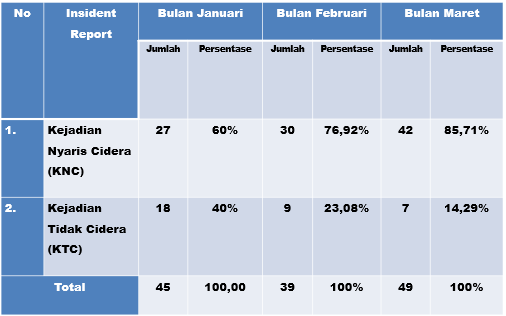 No Insident Bulan Januari Bulan Februari Bulan Maret
Report
Jumlah Persentase Jumlah Persentase Jumlah Persentase
1. Kejadian 27 60% 30 76,92% 42 85,71%
Nyaris Cidera
(KNC)
2. Kejadian 18 40% 9 23,08% 7 14,29%
Tidak Cidera
(KTC)
Total 45 100,00 39 100% 49 100%